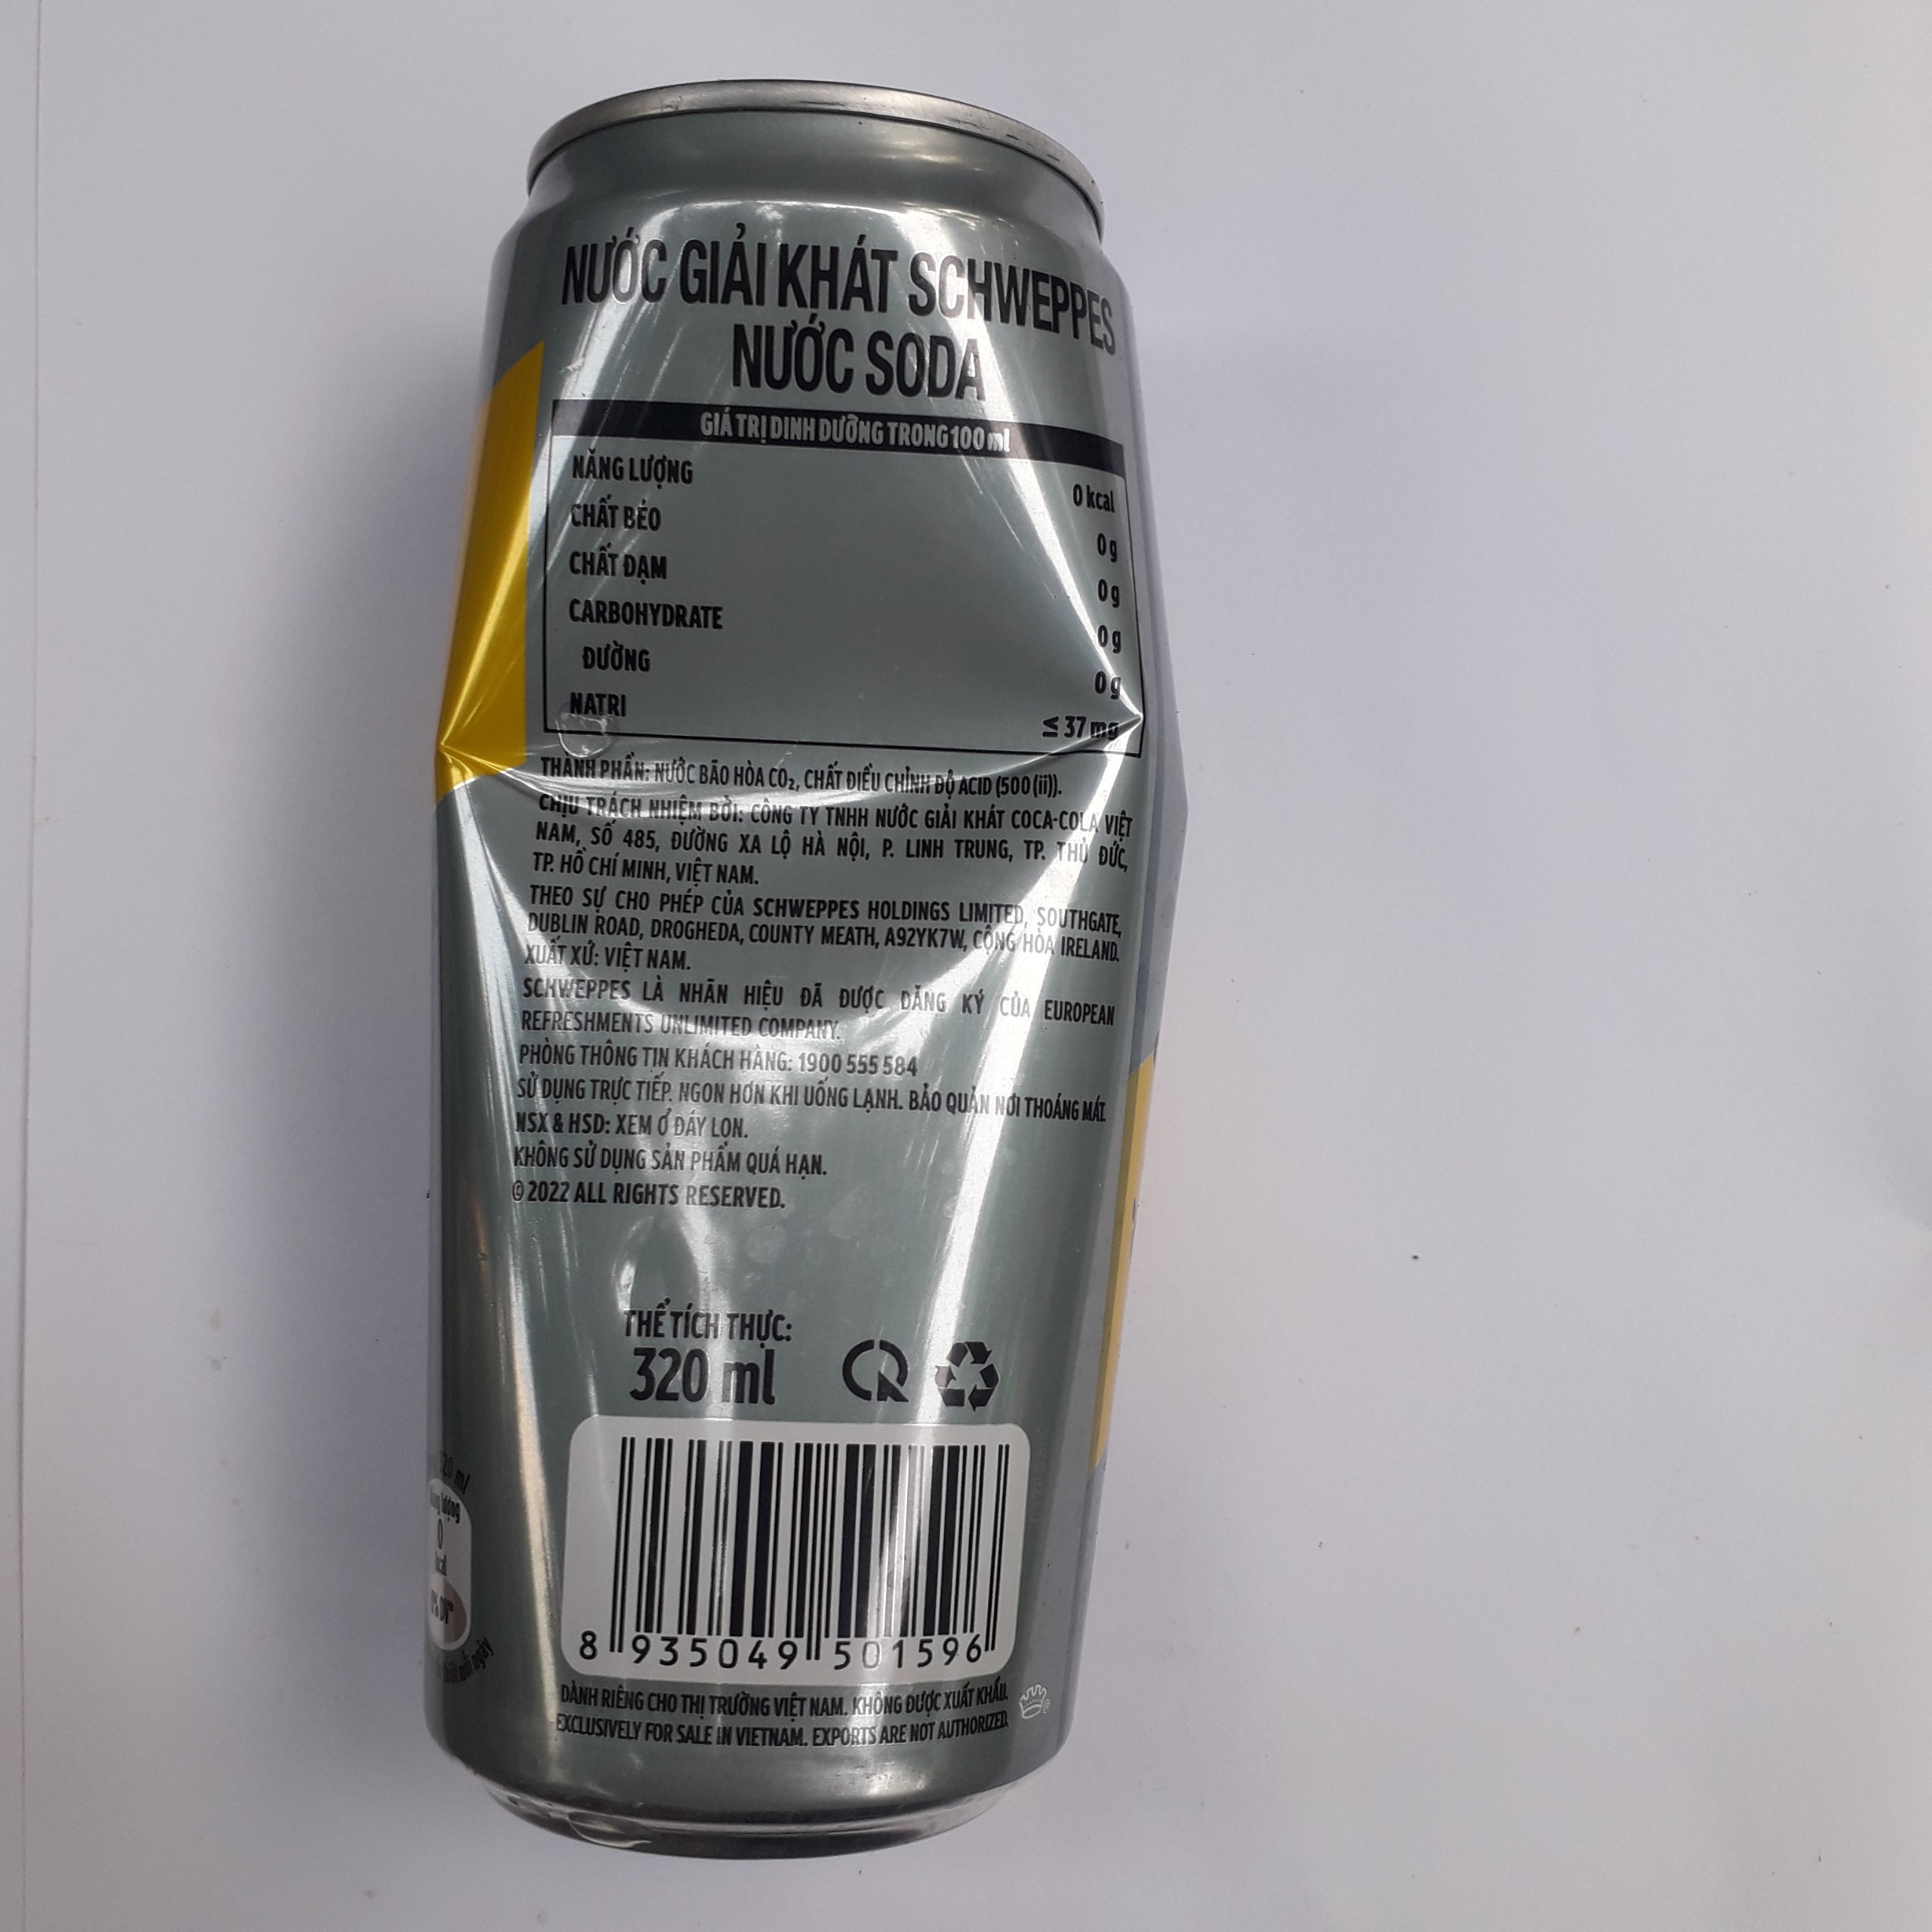 NƯỚC GIẢI KHÁT SCHWEPPES
NƯỚC SODA
GIÁ TRỊ DINH DƯỠNG TRONG 100 ml
NĂNG LƯỢNG 0 kcal
CHẤT BÉO 0 g
CHẤT ĐẠM 0 g
CARBOHYDRATE 0 g
ĐƯỜNG 0 g
NATRI ≤ 37 mg
THÀNH PHẦN: NƯỚC BÃO HÒA CO₂, CHẤT ĐIỀU CHỈNH ĐỘ ACID (500 (ii)).
CHỊU TRÁCH NHIỆM BỞI: CÔNG TY TNHH NƯỚC GIẢI KHÁT COCA-COLA VIỆT
NAM, SỐ 485, ĐƯỜNG XA LỘ HÀ NỘI, P. LINH TRUNG, TP. THỦ ĐỨC,
TP. HỒ CHÍ MINH, VIỆT NAM.
THEO SỰ CHO PHÉP CỦA SCHWEPPES HOLDINGS LIMITED, SOUTHGATE,
DUBLIN ROAD, DROGHEDA, COUNTY MEATH, A92YK7W, CỘNG HÒA IRELAND.
XUẤT XỨ: VIỆT NAM.
SCHWEPPES LÀ NHÃN HIỆU ĐÃ ĐƯỢC ĐĂNG KÝ CỦA EUROPEAN
REFRESHMENTS UNLIMITED COMPANY.
PHÒNG THÔNG TIN KHÁCH HÀNG: 1900 555 584
SỬ DỤNG TRỰC TIẾP. NGON HƠN KHI UỐNG LẠNH. BẢO QUẢN NƠI THOÁNG MÁT.
NSX & HSD: XEM Ở ĐÁY LON.
KHÔNG SỬ DỤNG SẢN PHẨM QUÁ HẠN.
© 2022 ALL RIGHTS RESERVED.
THỂ TÍCH THỰC:
320 ml
8 935049 501596
DÀNH RIÊNG CHO THỊ TRƯỜNG VIỆT NAM. KHÔNG ĐƯỢC XUẤT KHẨU.
EXCLUSIVELY FOR SALE IN VIETNAM. EXPORTS ARE NOT AUTHORIZED.
ml
0
ngày